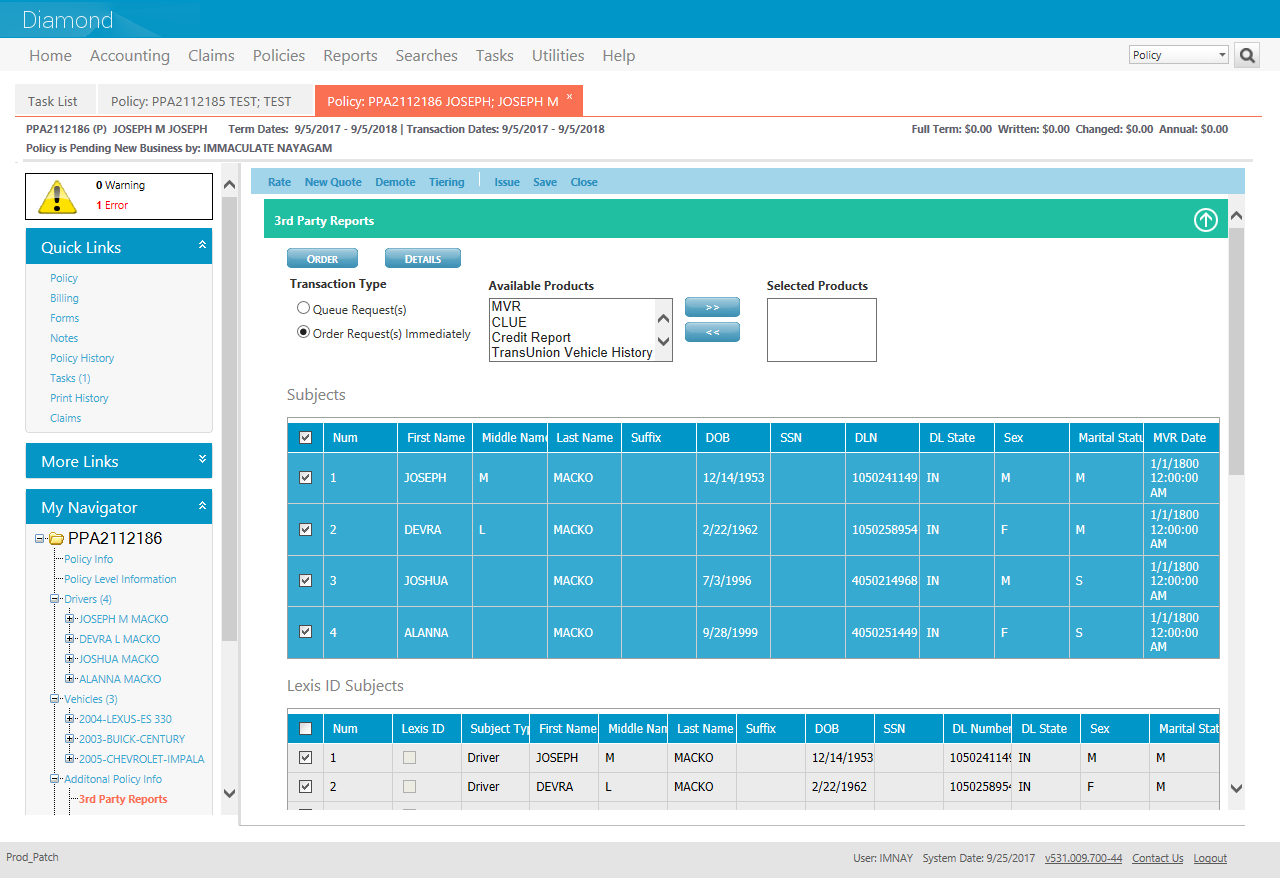 Diamond
Home Accounting Claims Policies Reports Searches Tasks Utilities Help Policy
Task List Policy: PPA2112185 TEST; TEST Policy: PPA2112186 JOSEPH; JOSEPH M ×
PPA2112186 (P) JOSEPH M JOSEPH Term Dates: 9/5/2017 - 9/5/2018 | Transaction Dates: 9/5/2017 - 9/5/2018 Full Term: $0.00 Written: $0.00 Changed: $0.00 Annual: $0.00
Policy is Pending New Business by: IMMACULATE NAYAGAM
0 Warning
1 Error
Quick Links
Policy
Billing
Forms
Notes
Policy History
Tasks (1)
Print History
Claims
More Links
My Navigator
PPA2112186
Policy Info
Policy Level Information
Drivers (4)
JOSEPH M MACKO
DEVRA L MACKO
JOSHUA MACKO
ALANNA MACKO
Vehicles (3)
2004-LEXUS-ES 330
2003-BUICK-CENTURY
2005-CHEVROLET-IMPALA
Additonal Policy Info
3rd Party Reports
Rate New Quote Demote Tiering Issue Save Close
3rd Party Reports
ORDER DETAILS
Transaction Type
Queue Request(s)
Order Request(s) Immediately
Available Products
MVR
CLUE
Credit Report
TransUnion Vehicle History
>>
<<
Selected Products
Subjects
Num First Name Middle Name Last Name Suffix DOB SSN DLN DL State Sex Marital Statu MVR Date
1 JOSEPH M MACKO 12/14/1953 1050241149 IN M M 1/1/1800 12:00:00 AM
2 DEVRA L MACKO 2/22/1962 1050258954 IN F M 1/1/1800 12:00:00 AM
3 JOSHUA MACKO 7/3/1996 4050214968 IN M S 1/1/1800 12:00:00 AM
4 ALANNA MACKO 9/28/1999 4050251449 IN F S 1/1/1800 12:00:00 AM
Lexis ID Subjects
Num Lexis ID Subject Typ First Name Middle Nam Last Name Suffix DOB SSN DL Number DL State Sex Marital Stat
1 Driver JOSEPH M MACKO 12/14/1953 1050241149 IN M M
2 Driver DEVRA L MACKO 2/22/1962 1050258954 IN F M
Prod_Patch User: IMNAY System Date: 9/25/2017 v531.009.700-44 Contact Us Logout